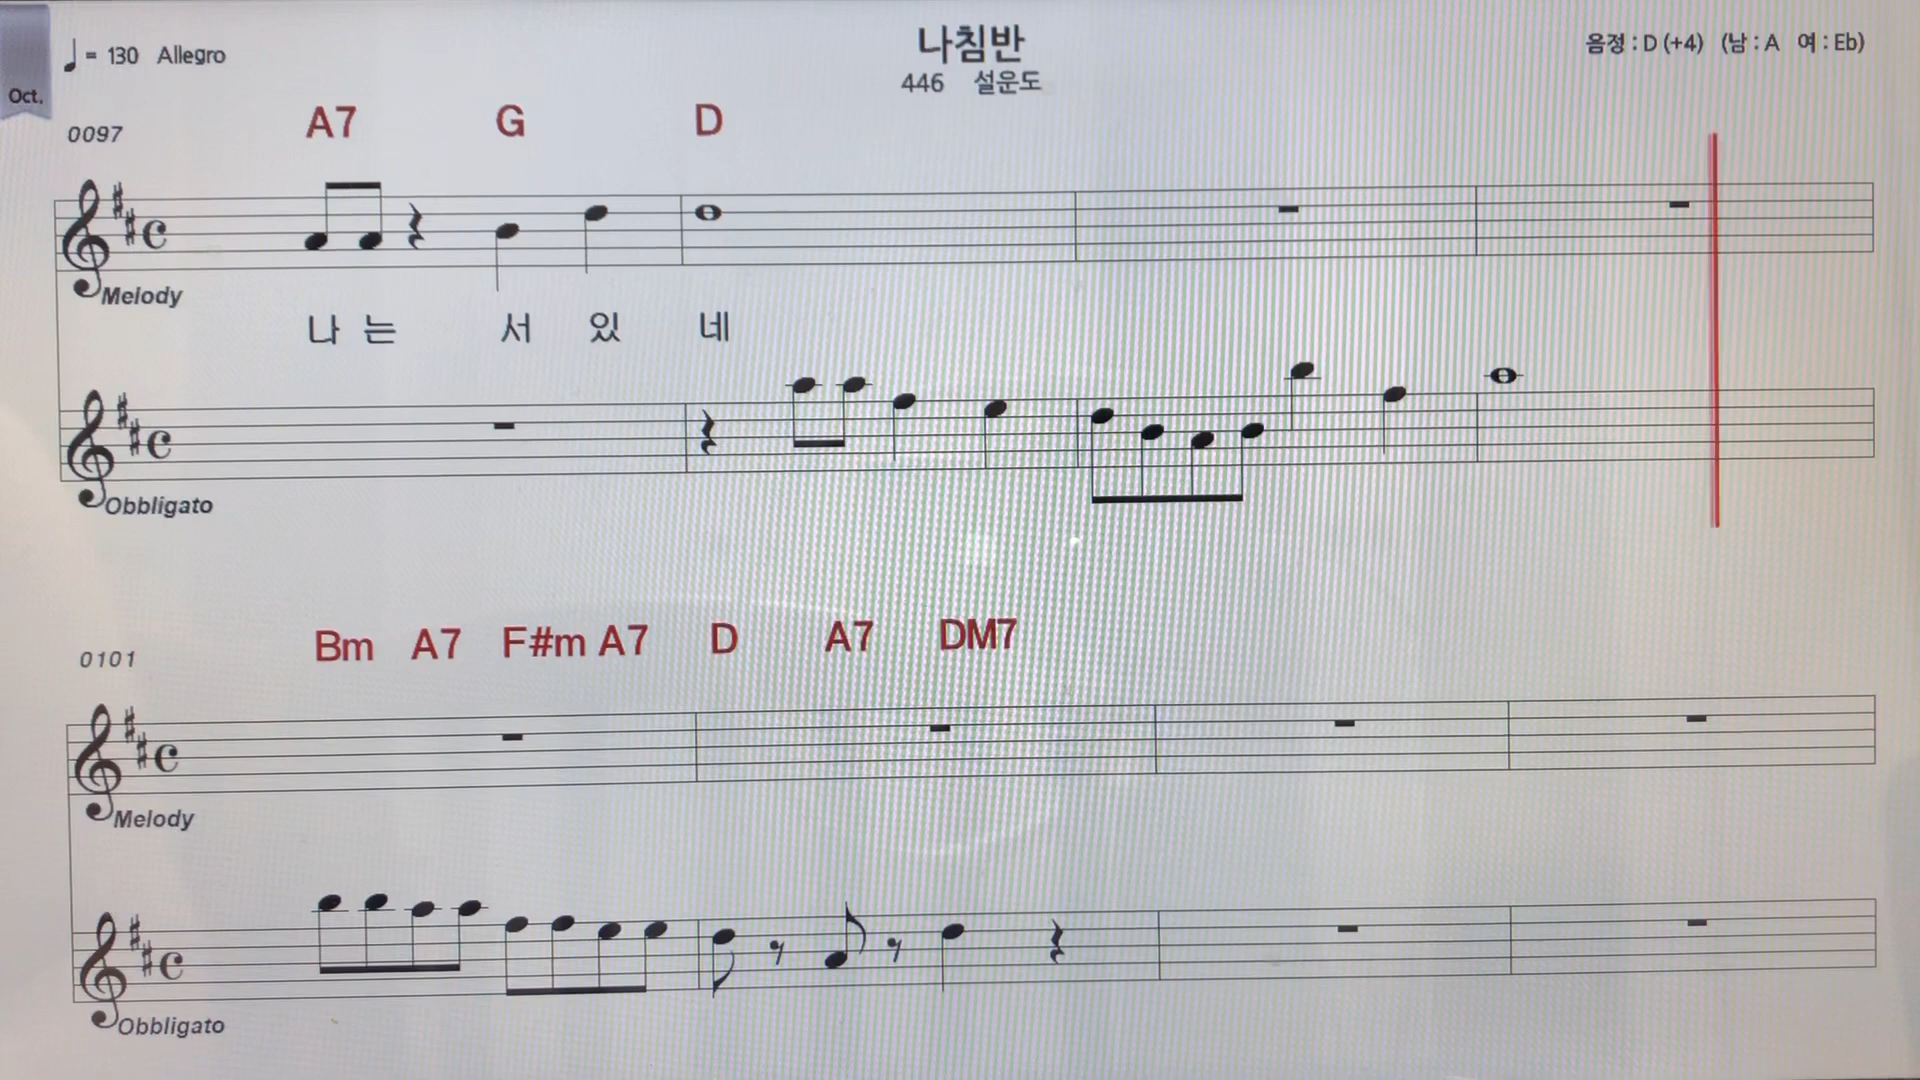 ♩ = 130 Allegro
나침반
음정 : D (+4) (남 : A 여 : Eb)
446 설운도
Oct.
0097
A7 G D
Melody
나 는 서 있 네
Obbligato
0101
Bm A7 F#m A7 D A7 DM7
Melody
Obbligato